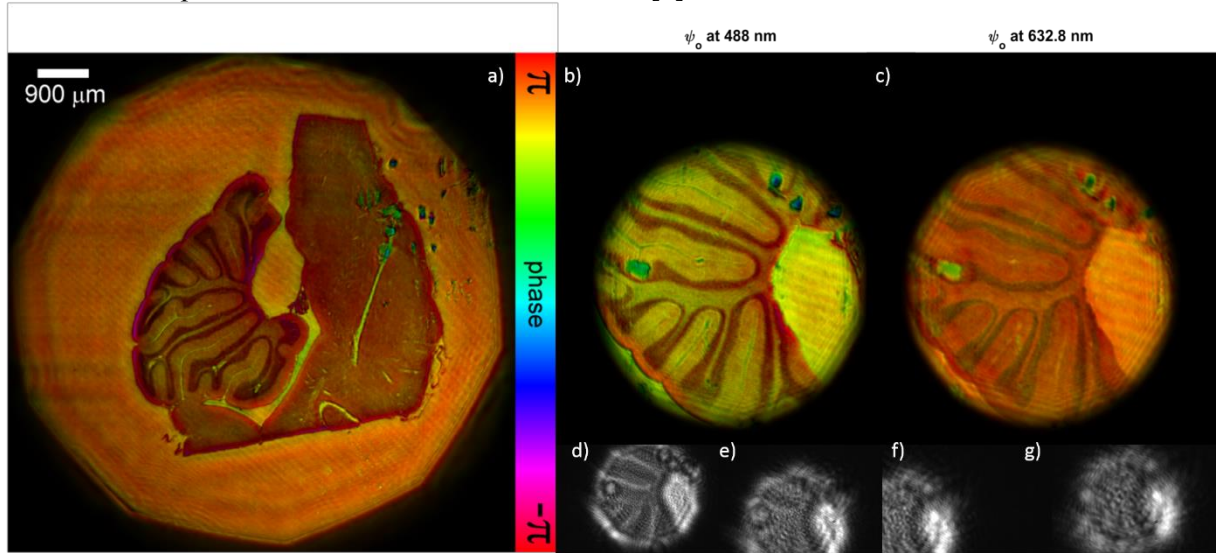 ψo at 488 nm
ψo at 632.8 nm
900 μm
a)
π
phase
-π
b)
c)
d)
e)
f)
g)